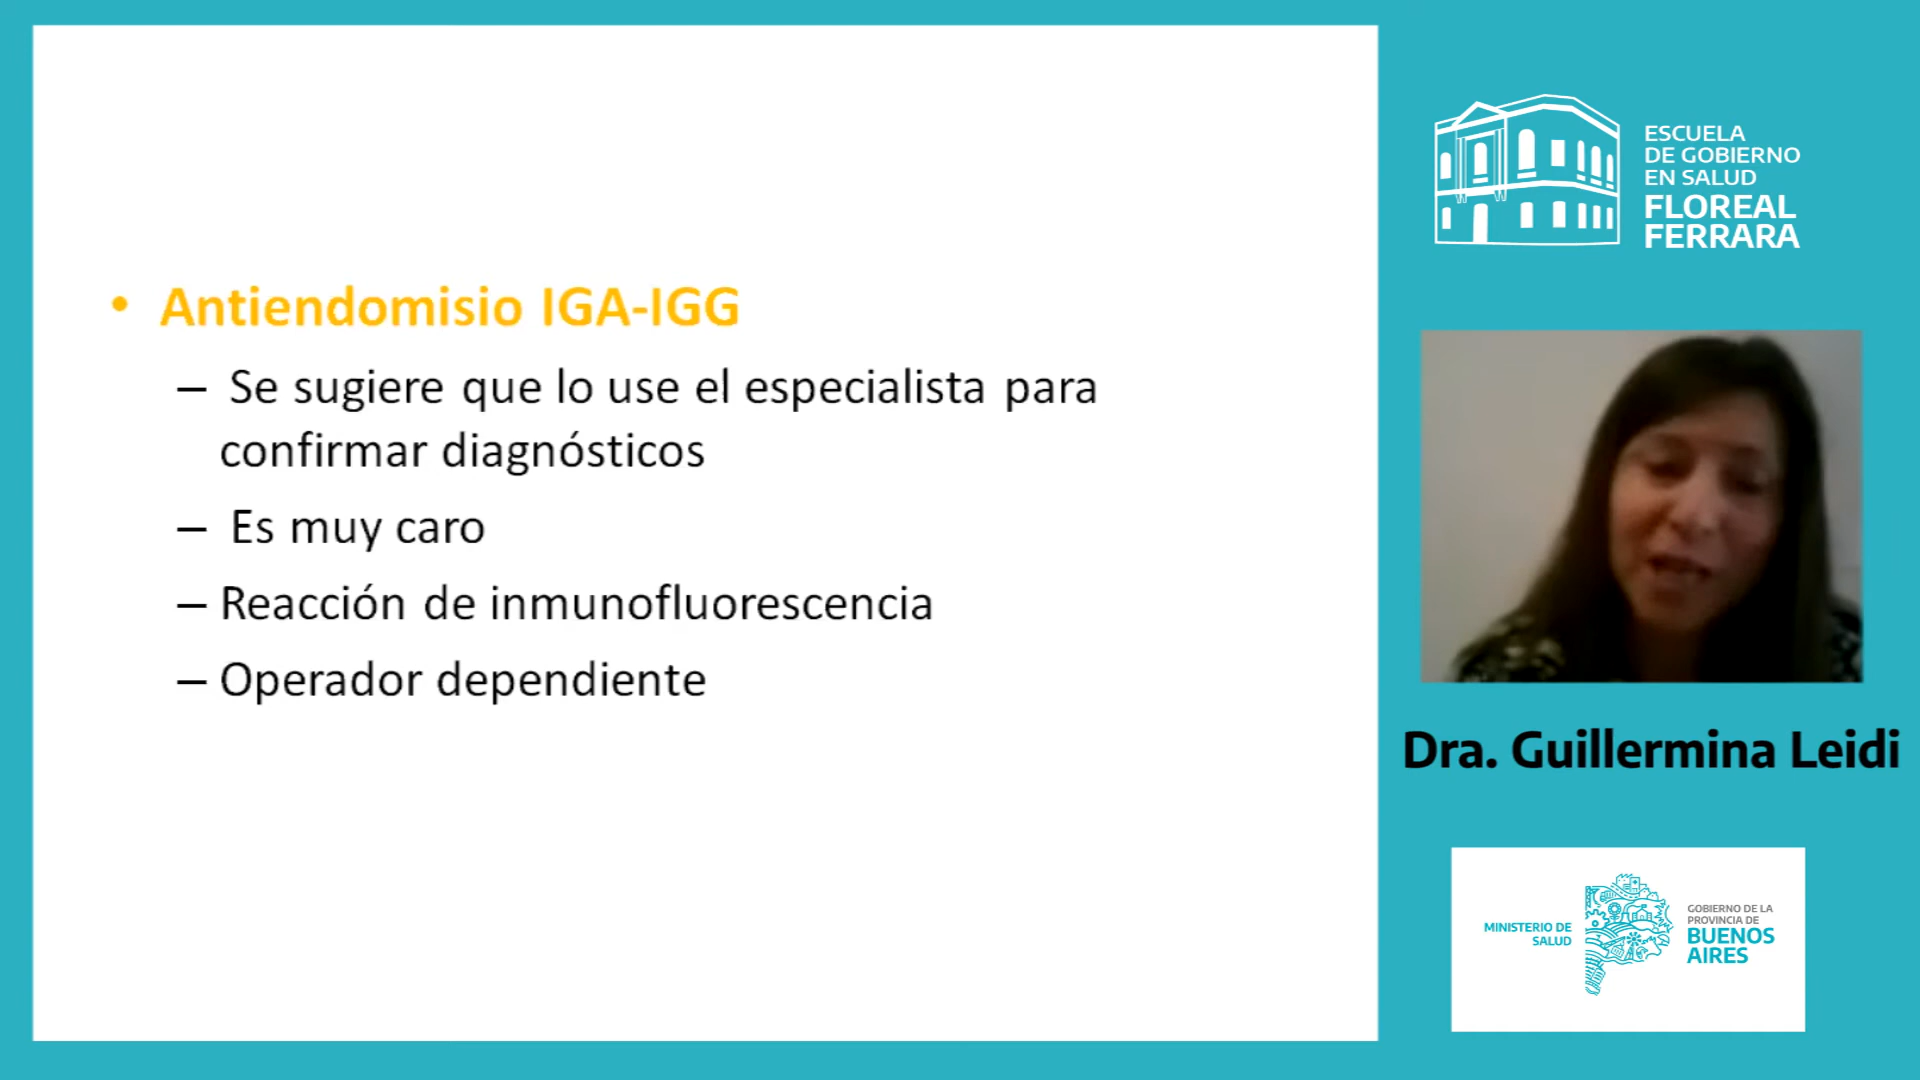 • Antiendomisio IGA-IGG
– Se sugiere que lo use el especialista para
confirmar diagnósticos
– Es muy caro
– Reacción de inmunofluorescencia
– Operador dependiente
ESCUELA
DE GOBIERNO
EN SALUD
FLOREAL
FERRARA
Dra. Guillermina Leidi
MINISTERIO DE
SALUD
GOBIERNO DE LA
PROVINCIA DE
BUENOS
AIRES